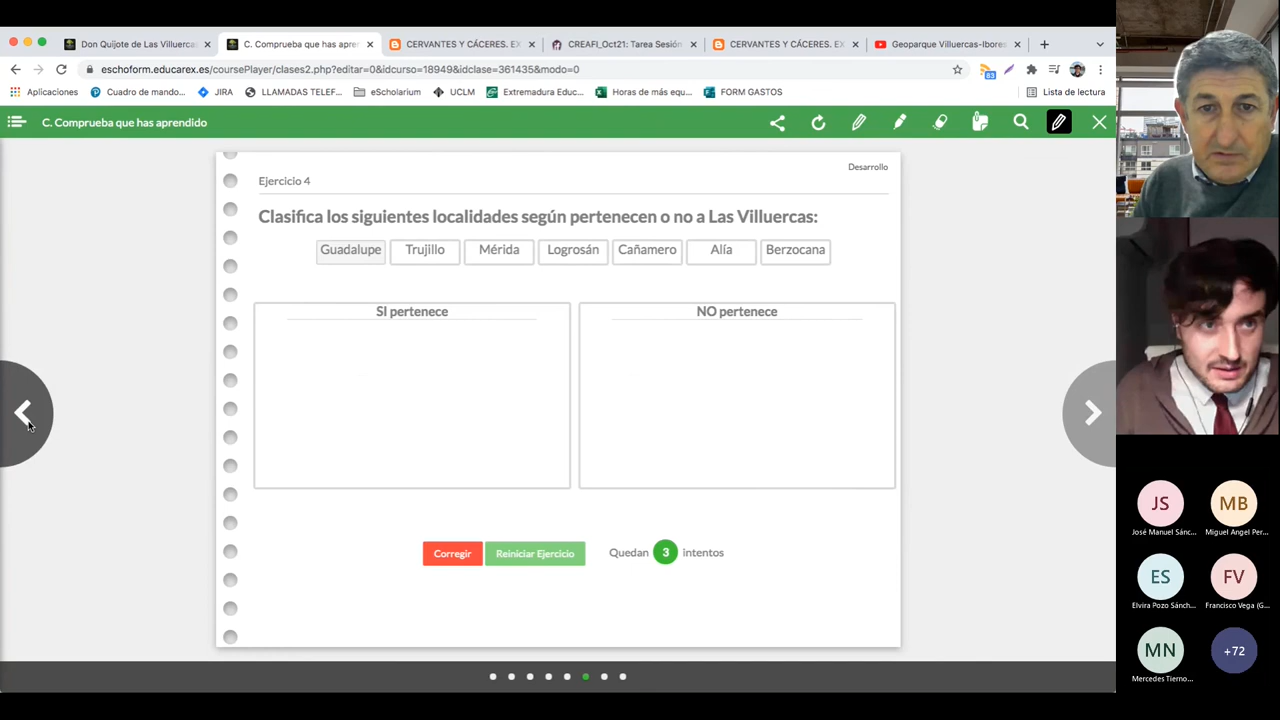 Don Quijote de Las Villuercas
C. Comprueba que has apren
CERVANTES Y CÁCERES. EX
CREAFI_Oct21: Tarea Sesión
CERVANTES Y CÁCERES. EX
Geoparque Villuercas-Ibores
eschoform.educarex.es/coursePlayer/clases2.php?editar=0&idcurso=18949&idclase=361435&modo=0
83
Aplicaciones
Cuadro de mando...
JIRA
LLAMADAS TELEF...
eScholarium
UCLM
Extremadura Educ...
Horas de más equ...
FORM GASTOS
Lista de lectura
C. Comprueba que has aprendido
Desarrollo
Ejercicio 4
Clasifica los siguientes localidades según pertenecen o no a Las Villuercas:
Guadalupe
Trujillo
Mérida
Logrosán
Cañamero
Alía
Berzocana
SI pertenece
NO pertenece
Corregir
Reiniciar Ejercicio
Quedan 3 intentos
JS
José Manuel Sánc...
MB
Miguel Angel Per...
ES
Elvira Pozo Sánch...
FV
Francisco Vega (G...
MN
Mercedes Tierno...
+72